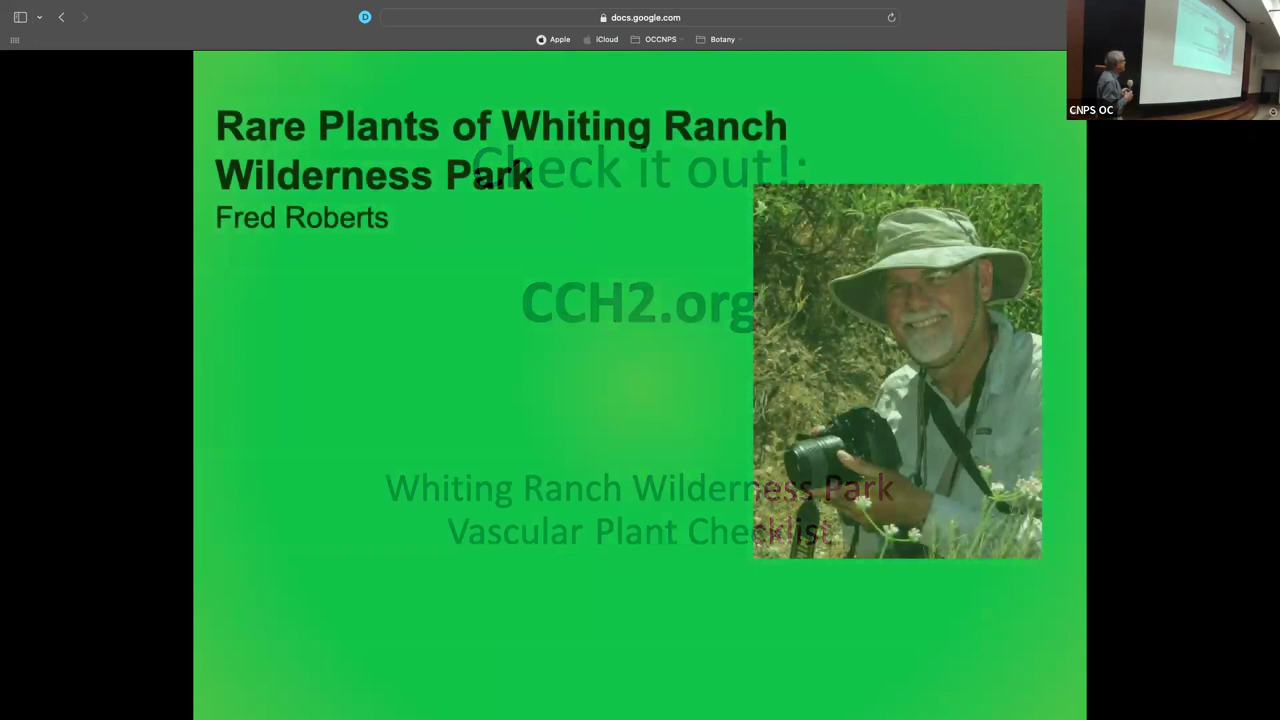 docs.google.com
Apple
iCloud
OCCNPS
Botany
CNPS OC
Rare Plants of Whiting Ranch
Wilderness Park
Fred Roberts
Check it out!:
CCH2.org
Whiting Ranch Wilderness Park
Vascular Plant Checklist